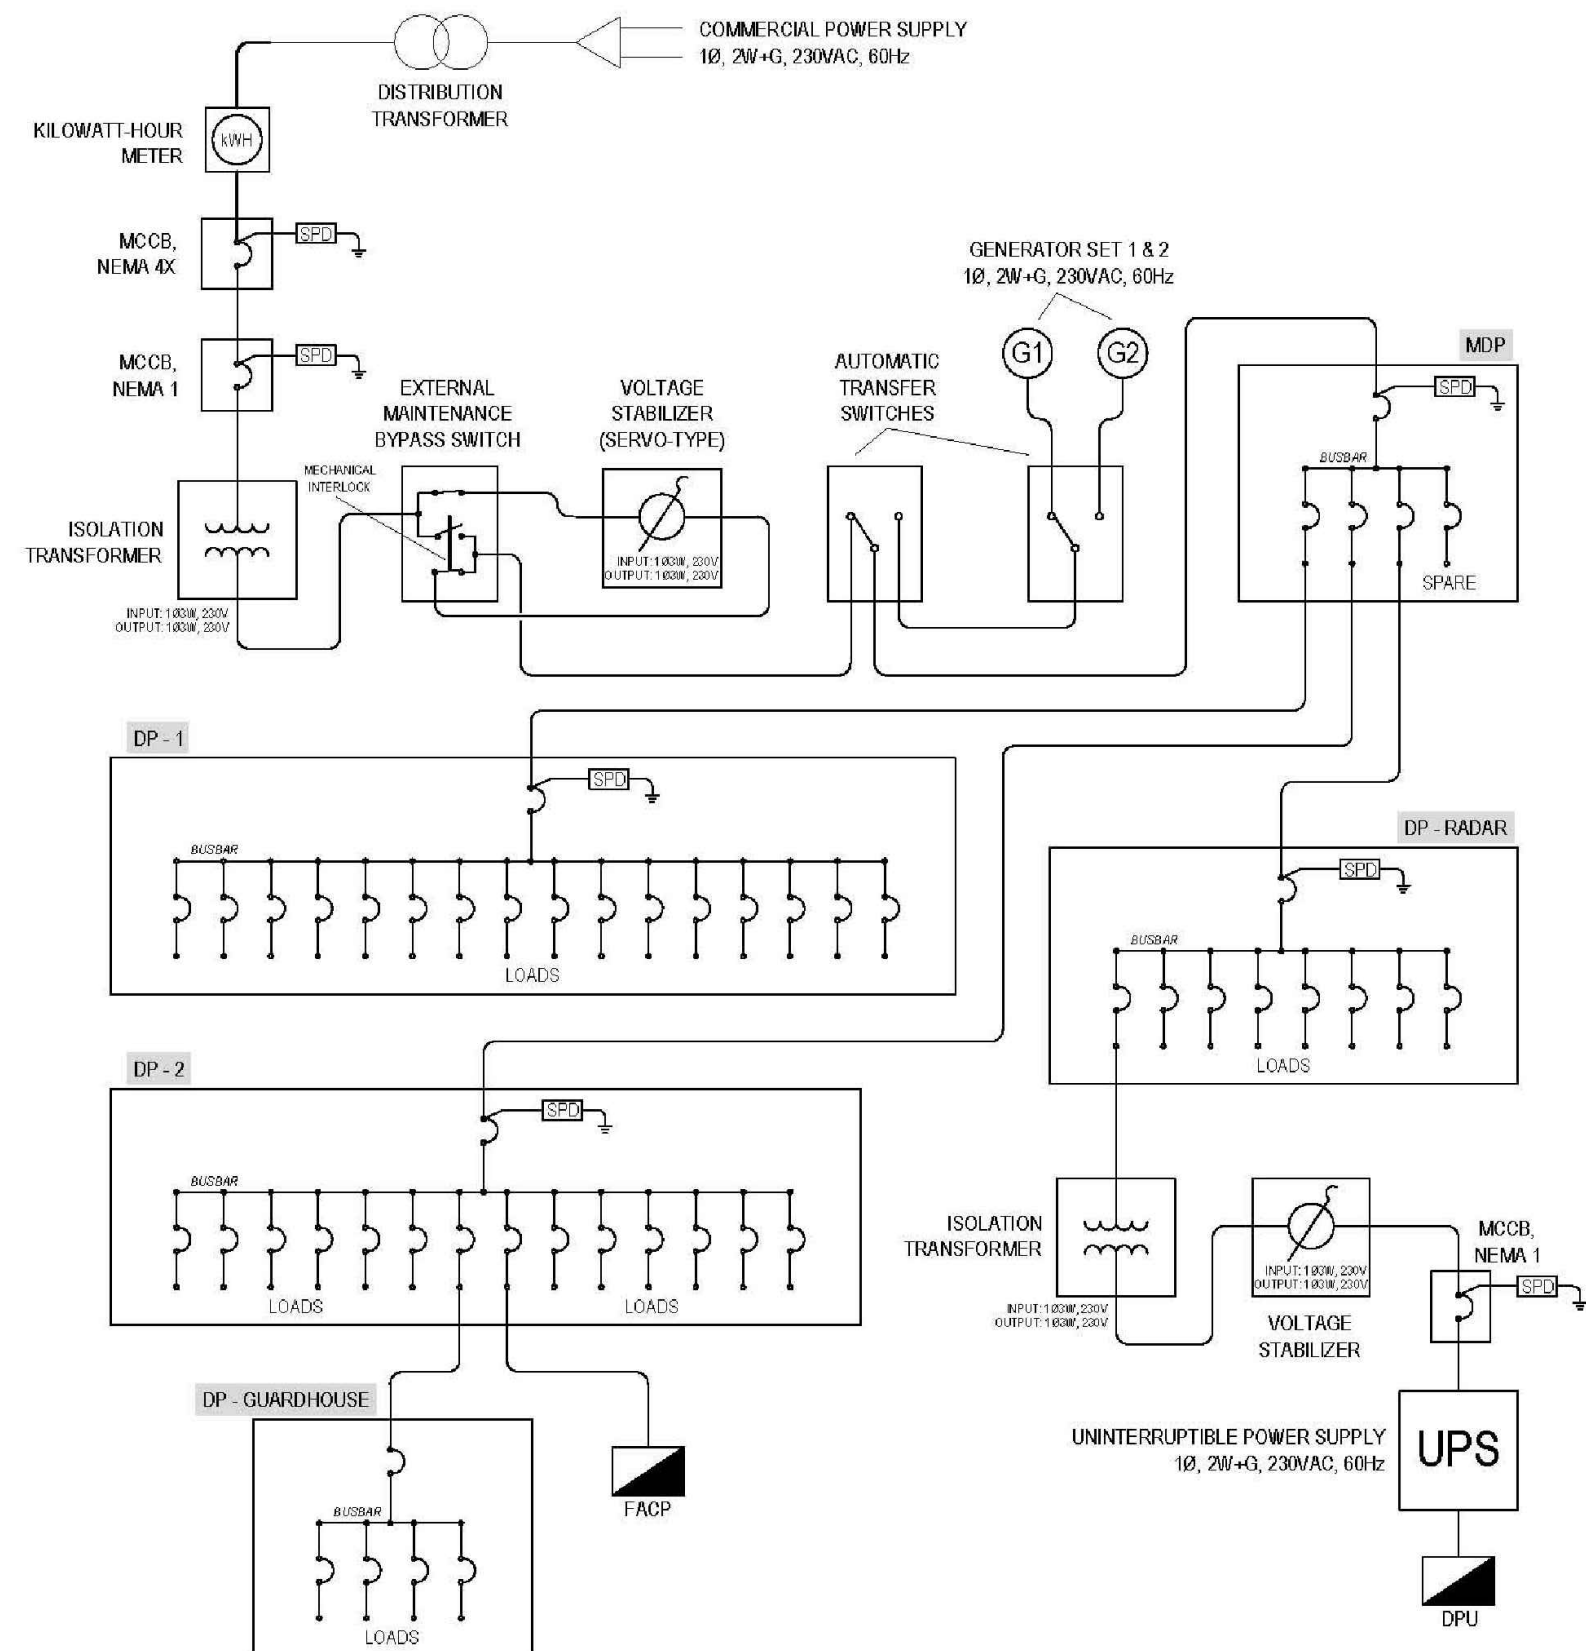 COMMERCIAL POWER SUPPLY
1Ø, 2W+G, 230VAC, 60Hz
DISTRIBUTION
TRANSFORMER
KILOWATT-HOUR
METER
kWH
MCCB,
NEMA 4X
SPD
MCCB,
NEMA 1
SPD
ISOLATION
TRANSFORMER
INPUT: 1Ø3W, 230V
OUTPUT: 1Ø3W, 230V
EXTERNAL
MAINTENANCE
BYPASS SWITCH
MECHANICAL
INTERLOCK
VOLTAGE
STABILIZER
(SERVO-TYPE)
INPUT: 1Ø3W, 230V
OUTPUT: 1Ø3W, 230V
AUTOMATIC
TRANSFER
SWITCHES
GENERATOR SET 1 & 2
1Ø, 2W+G, 230VAC, 60Hz
G1
G2
MDP
SPD
BUSBAR
SPARE
DP - 1
SPD
BUSBAR
LOADS
DP - RADAR
SPD
BUSBAR
LOADS
DP - 2
SPD
BUSBAR
LOADS
LOADS
ISOLATION
TRANSFORMER
INPUT: 1Ø3W, 230V
OUTPUT: 1Ø3W, 230V
INPUT: 1Ø3W, 230V
OUTPUT: 1Ø3W, 230V
VOLTAGE
STABILIZER
MCCB,
NEMA 1
SPD
DP - GUARDHOUSE
BUSBAR
LOADS
FACP
UNINTERRUPTIBLE POWER SUPPLY
1Ø, 2W+G, 230VAC, 60Hz
UPS
DPU